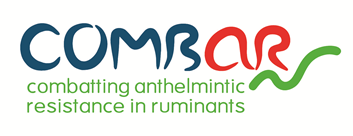 COMBAR
combatting anthelmintic
resistance in ruminants